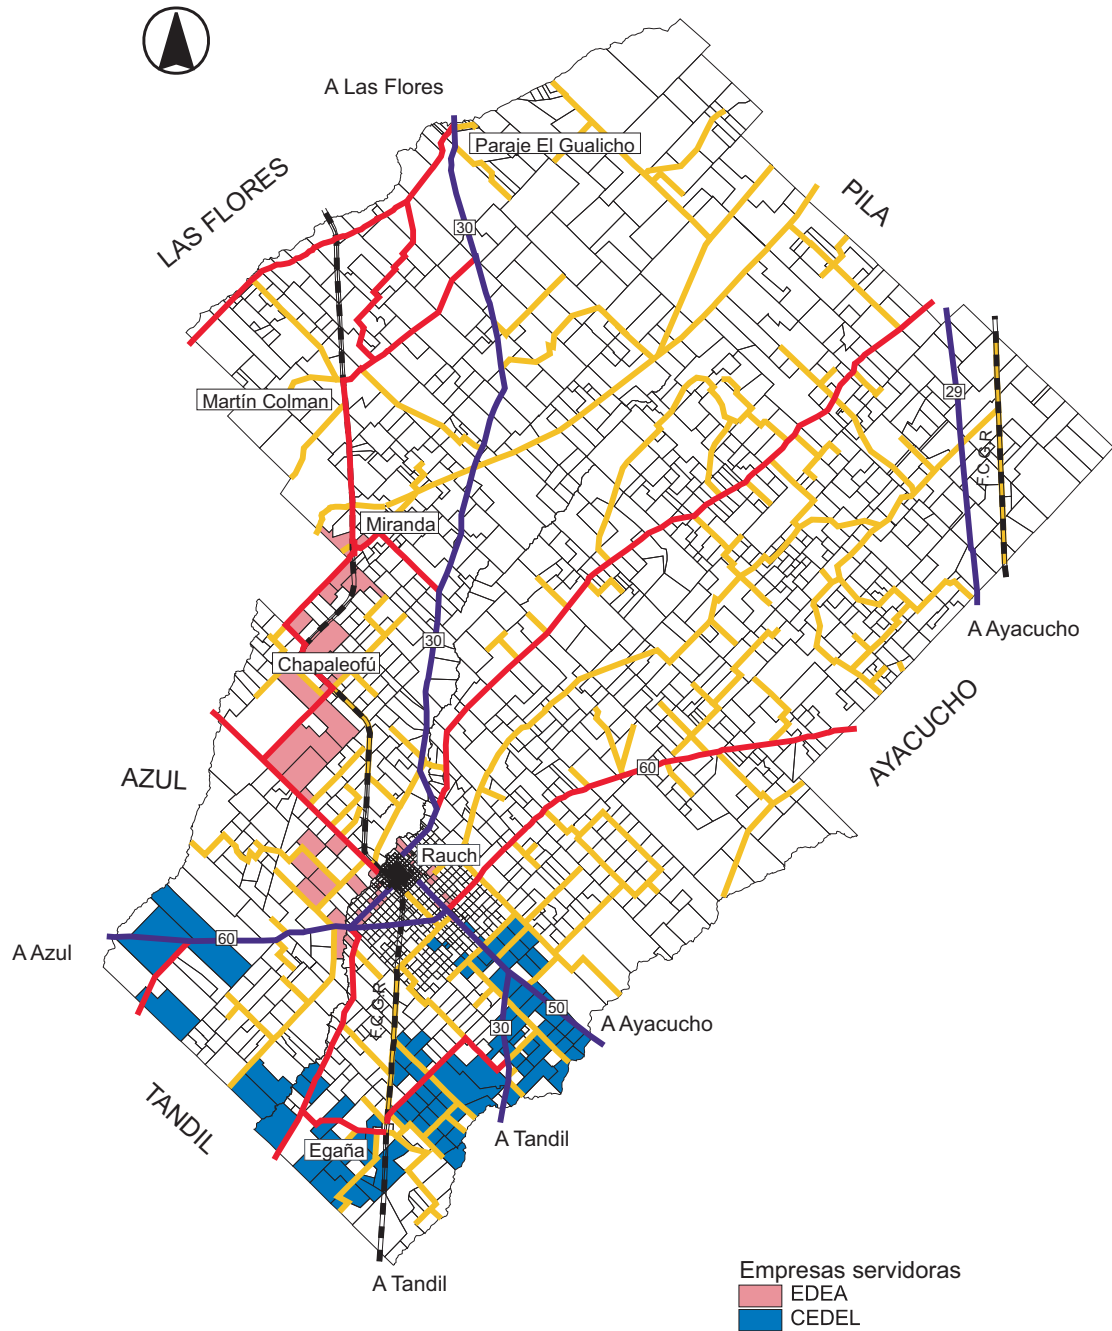 A Las Flores
Paraje El Gualicho
LAS FLORES
PILA
30
29
Martín Colman
F.C.G.R
Miranda
A Ayacucho
30
Chapaleofú
AYACUCHO
AZUL
60
Rauch
60
A Azul
F.C.G.R
50
30
A Ayacucho
TANDIL
A Tandil
Egaña
A Tandil
Empresas servidoras
EDEA
CEDEL